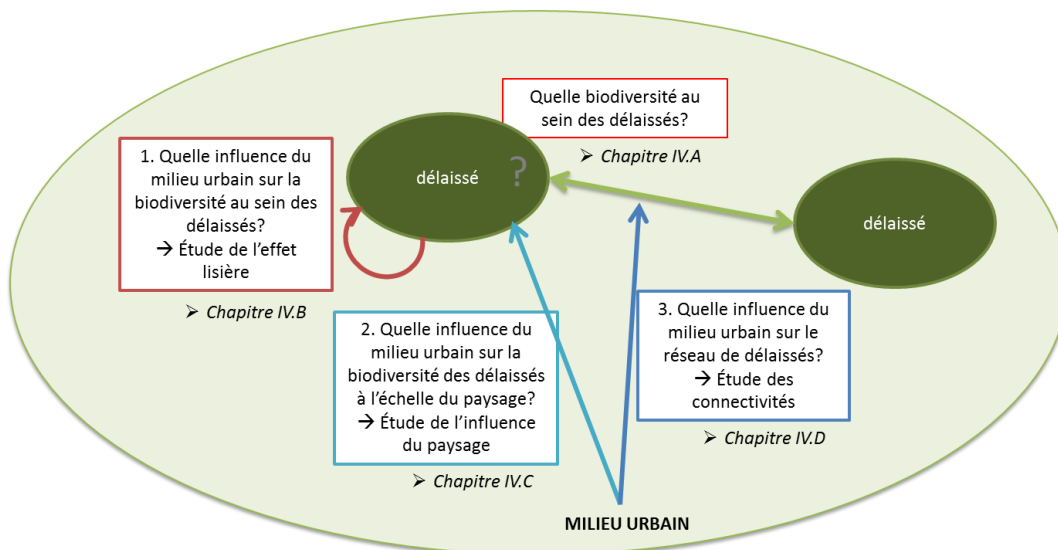 Quelle biodiversité au
sein des délaissés?
➢ Chapitre IV.A
1. Quelle influence du
milieu urbain sur la
biodiversité au sein des
délaissés?
→ Étude de l’effet
lisière
➢ Chapitre IV.B
délaissé
?
délaissé
2. Quelle influence du
milieu urbain sur la
biodiversité des délaissés
à l’échelle du paysage?
→ Étude de l’influence
du paysage
➢ Chapitre IV.C
3. Quelle influence du
milieu urbain sur le
réseau de délaissés?
→ Étude des
connectivités
➢ Chapitre IV.D
MILIEU URBAIN